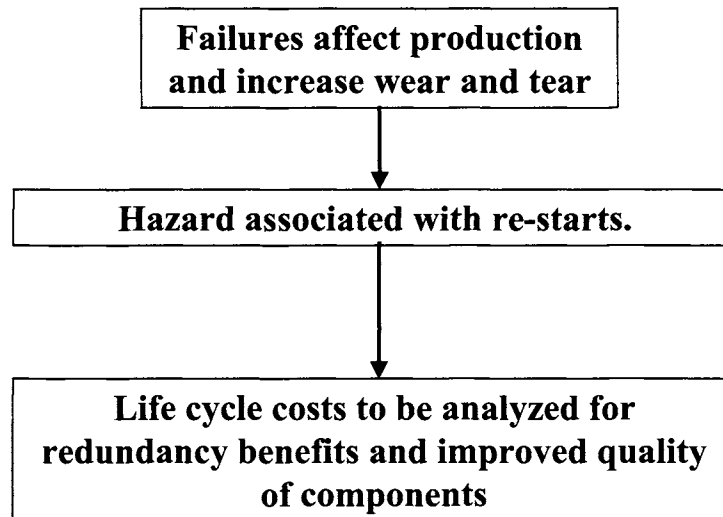 Failures affect production
and increase wear and tear
Hazard associated with re-starts.
Life cycle costs to be analyzed for
redundancy benefits and improved quality
of components